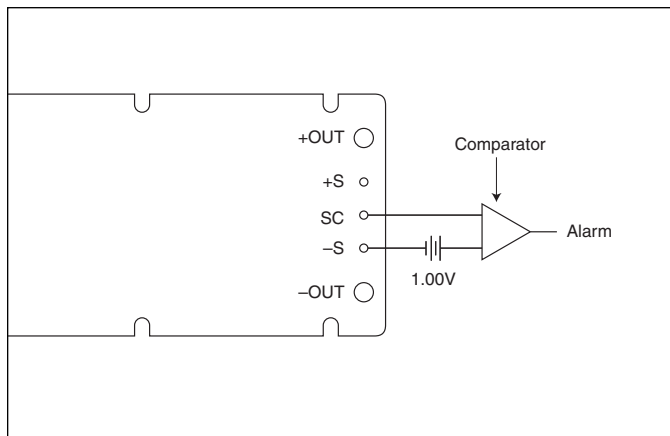 +OUT
Comparator
+S
SC
Alarm
–S
1.00V
–OUT